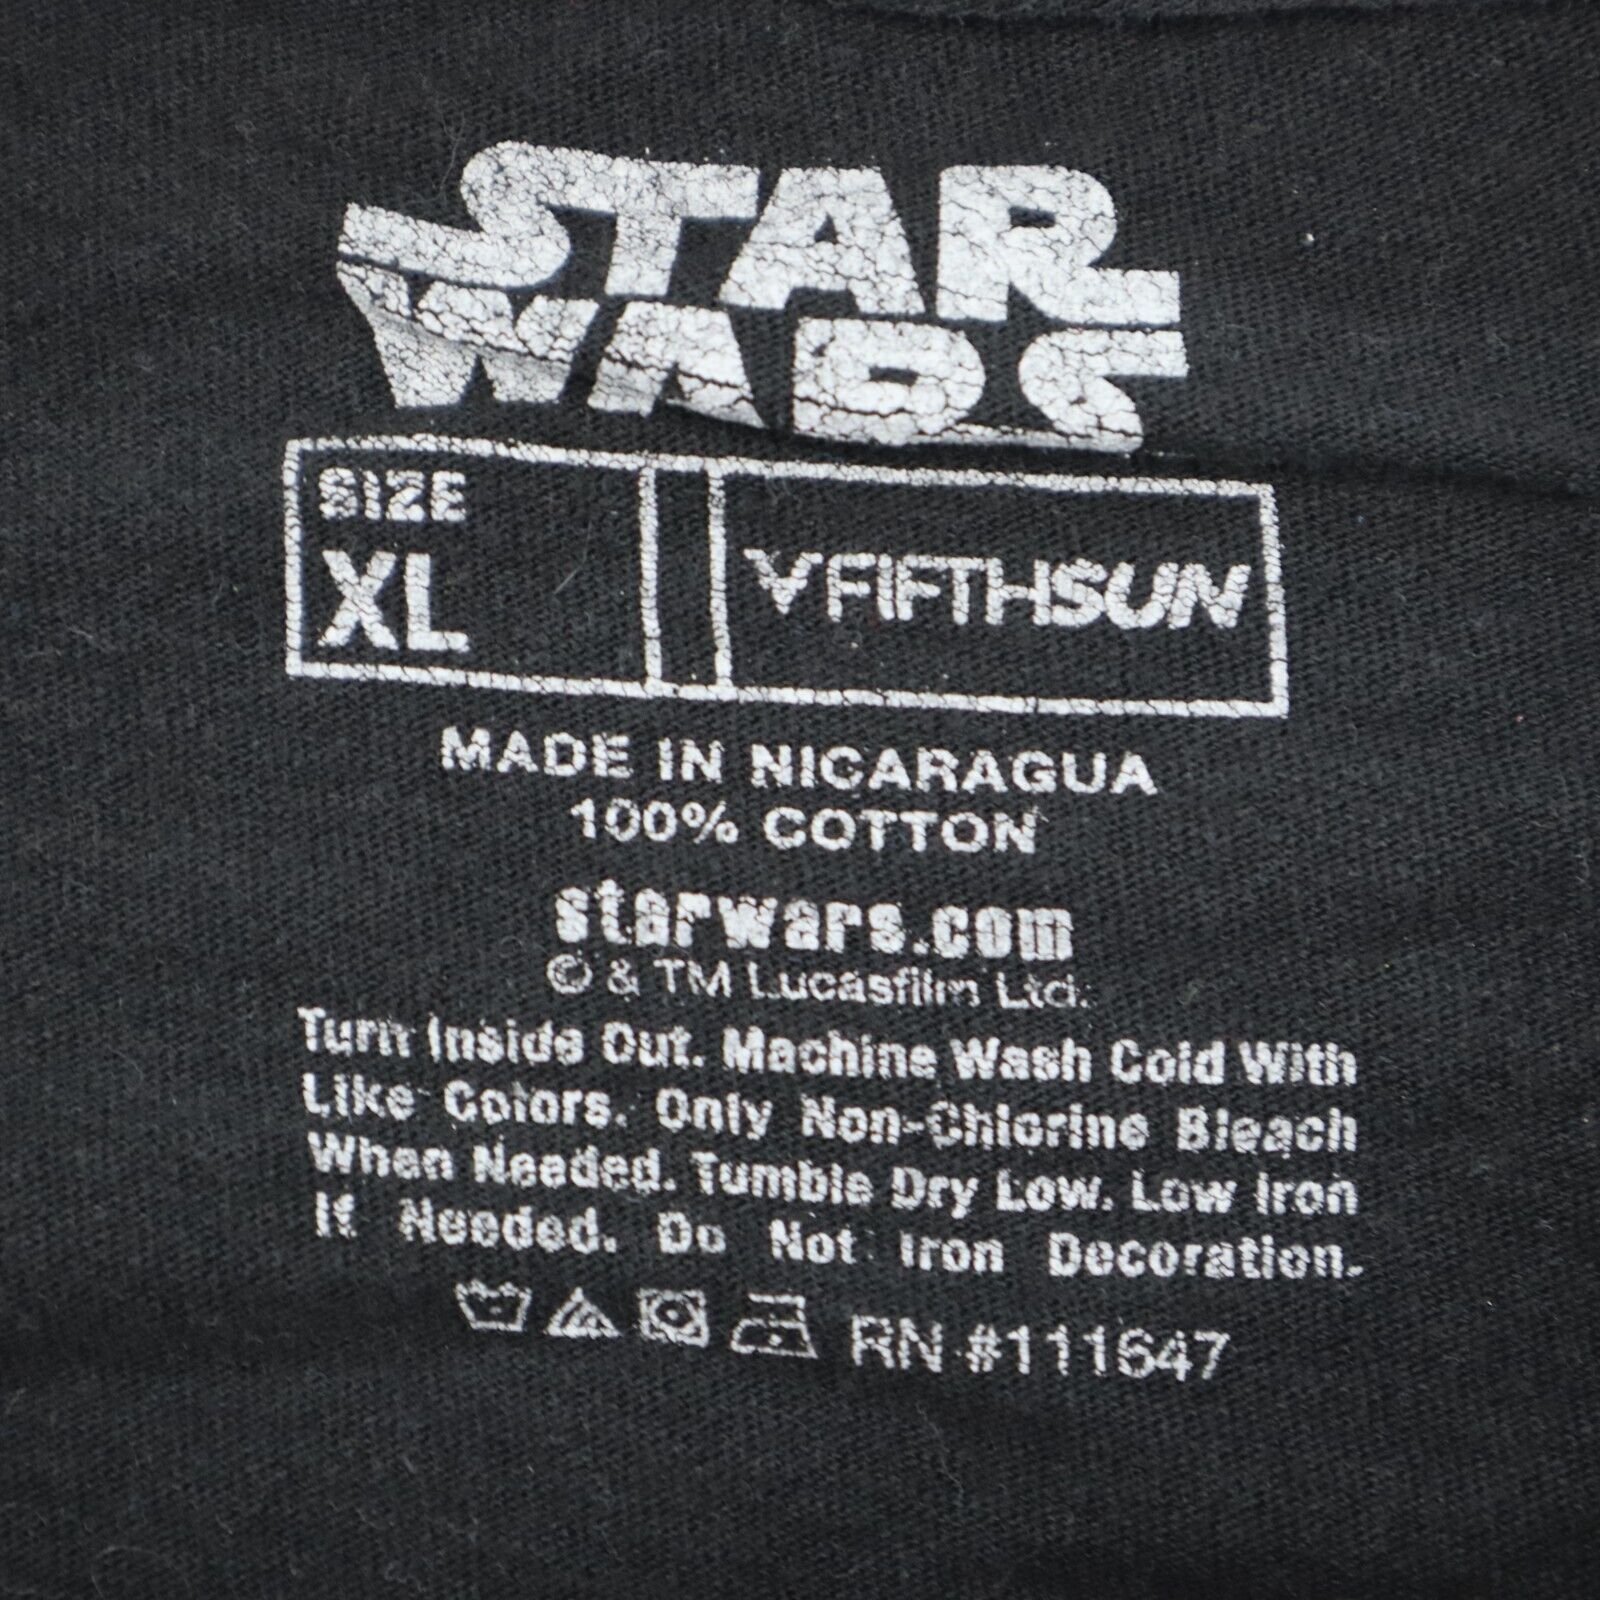 STAR
WARS
SIZE
XL
FIFTHSUN
MADE IN NICARAGUA
100% COTTON
starwars.com
© & TM Lucasfilm Ltd.
Turn Inside Out. Machine Wash Cold With
Like Colors. Only Non-Chlorine Bleach
When Needed. Tumble Dry Low. Low Iron
If Needed. Do Not Iron Decoration.
RN #111647